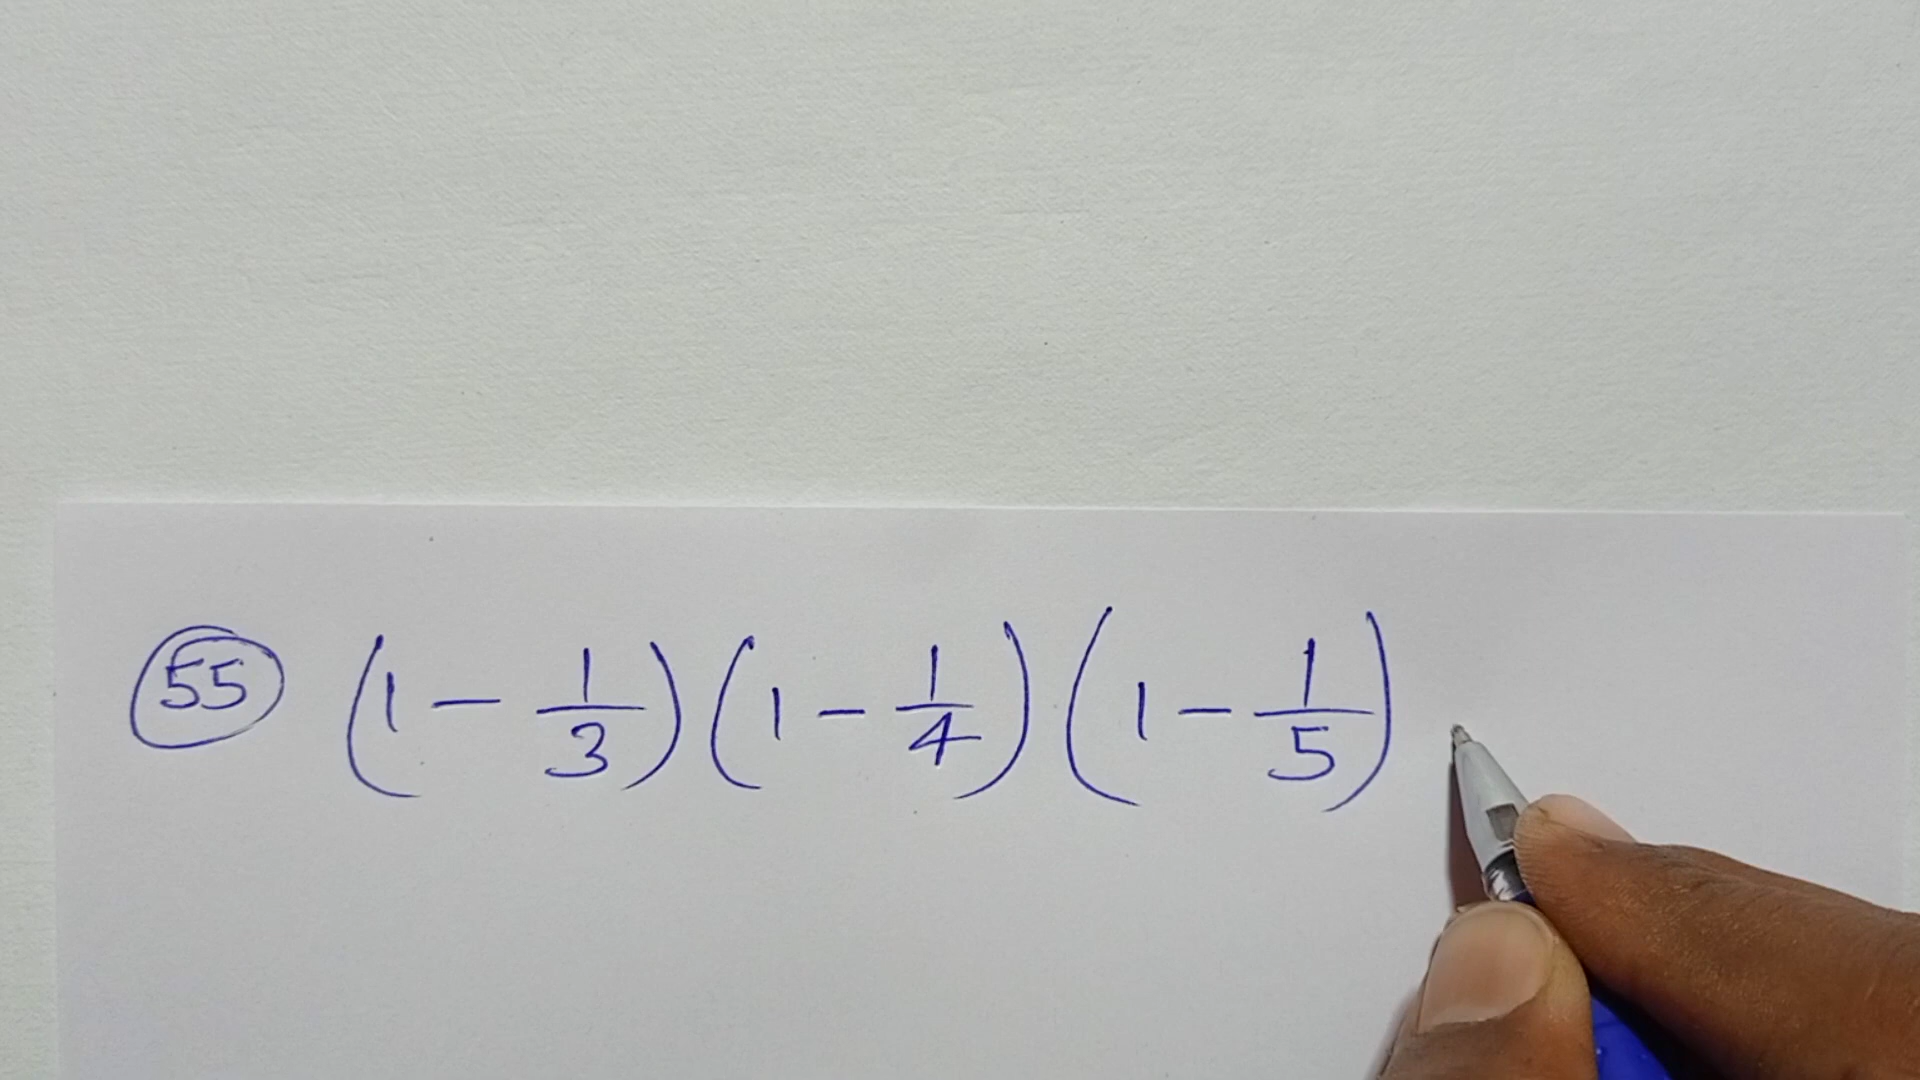 55 (1 - 1/3) (1 - 1/4) (1 - 1/5)